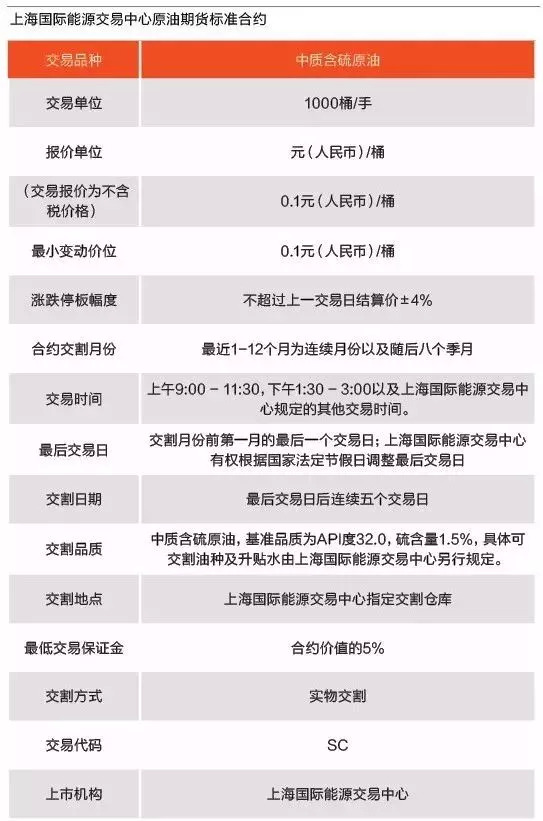 上海国际能源交易中心原油期货标准合约
交易品种
中质含硫原油
交易单位
1000桶/手
报价单位
元（人民币）/桶
（交易报价为不含
税价格）
0.1元（人民币）/桶
最小变动价位
0.1元（人民币）/桶
涨跌停板幅度
不超过上一交易日结算价±4%
合约交割月份
最近1-12个月为连续月份以及随后八个季月
交易时间
上午9:00 - 11:30，下午1:30 - 3:00以及上海国际能源交易中
心规定的其他交易时间。
最后交易日
交割月份前第一月的最后一个交易日；上海国际能源交易中心
有权根据国家法定节假日调整最后交易日
交割日期
最后交易日后连续五个交易日
交割品质
中质含硫原油，基准品质为API度32.0，硫含量1.5%，具体可
交割油种及升贴水由上海国际能源交易中心另行规定。
交割地点
上海国际能源交易中心指定交割仓库
最低交易保证金
合约价值的5%
交割方式
实物交割
交易代码
SC
上市机构
上海国际能源交易中心